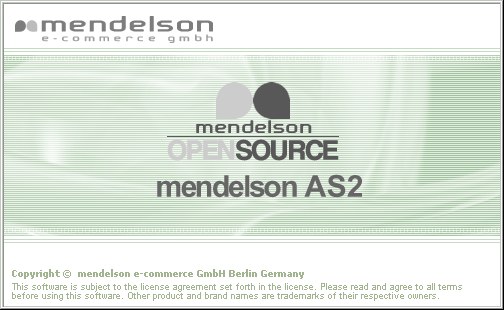 mendelson
e-commerce gmbh
mendelson
OPENSOURCE
mendelson AS2
Copyright © mendelson e-commerce GmbH Berlin Germany
This software is subject to the license agreement set forth in the license. Please read and agree to all terms
before using this software. Other product and brand names are trademarks of their respective owners.